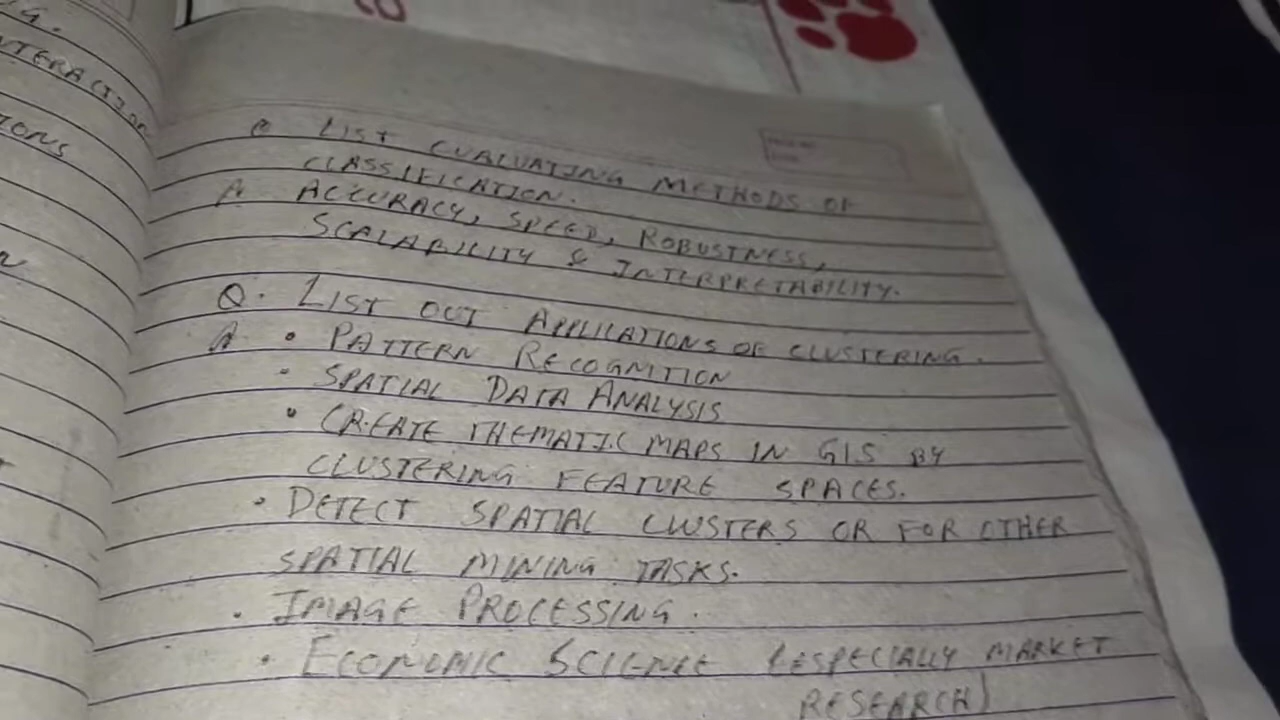 NTERACTION
IONS
Q LIST EVALUATING METHODS OF
CLASSIFICATION.
A ACCURACY, SPEED, ROBUSTNESS,
SCALABILITY & INTERPRETABILITY.
Q. LIST OUT APPLICATIONS OF CLUSTERING.
A • PATTERN RECOGNITION
• SPATIAL DATA ANALYSIS
• CREATE THEMATIC MAPS IN GIS BY
CLUSTERING FEATURE SPACES.
• DETECT SPATIAL CLUSTERS OR FOR OTHER
SPATIAL MINING TASKS.
• IMAGE PROCESSING.
• ECONOMIC SCIENCE (ESPECIALLY MARKET
RESEARCH)